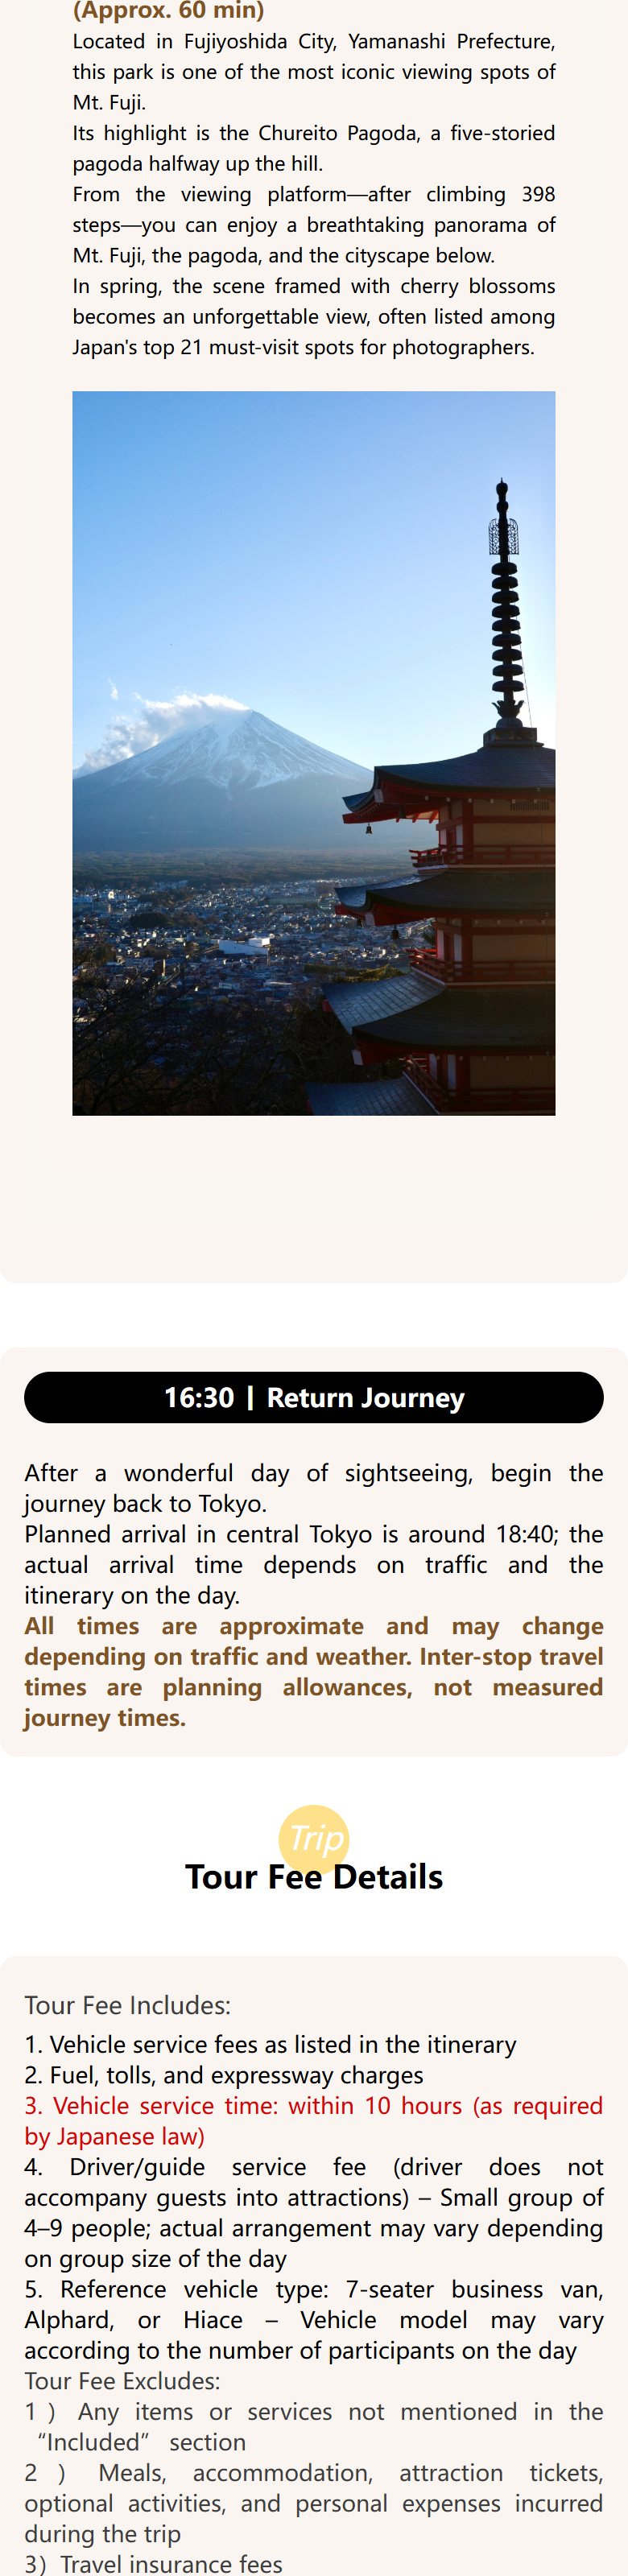 (Approx. 60 min)
Located in Fujiyoshida City, Yamanashi Prefecture,
this park is one of the most iconic viewing spots of
Mt. Fuji.
Its highlight is the Chureito Pagoda, a five-storied
pagoda halfway up the hill.
From the viewing platform—after climbing 398
steps—you can enjoy a breathtaking panorama of
Mt. Fuji, the pagoda, and the cityscape below.
In spring, the scene framed with cherry blossoms
becomes an unforgettable view, often listed among
Japan's top 21 must-visit spots for photographers.
16:30 | Return Journey
After a wonderful day of sightseeing, begin the
journey back to Tokyo.
Planned arrival in central Tokyo is around 18:40; the
actual arrival time depends on traffic and the
itinerary on the day.
All times are approximate and may change
depending on traffic and weather. Inter-stop travel
times are planning allowances, not measured
journey times.
Trip
Tour Fee Details
Tour Fee Includes:
1. Vehicle service fees as listed in the itinerary
2. Fuel, tolls, and expressway charges
3. Vehicle service time: within 10 hours (as required
by Japanese law)
4. Driver/guide service fee (driver does not
accompany guests into attractions) – Small group of
4–9 people; actual arrangement may vary depending
on group size of the day
5. Reference vehicle type: 7-seater business van,
Alphard, or Hiace – Vehicle model may vary
according to the number of participants on the day
Tour Fee Excludes:
1）Any items or services not mentioned in the
“Included” section
2）Meals, accommodation, attraction tickets,
optional activities, and personal expenses incurred
during the trip
3）Travel insurance fees